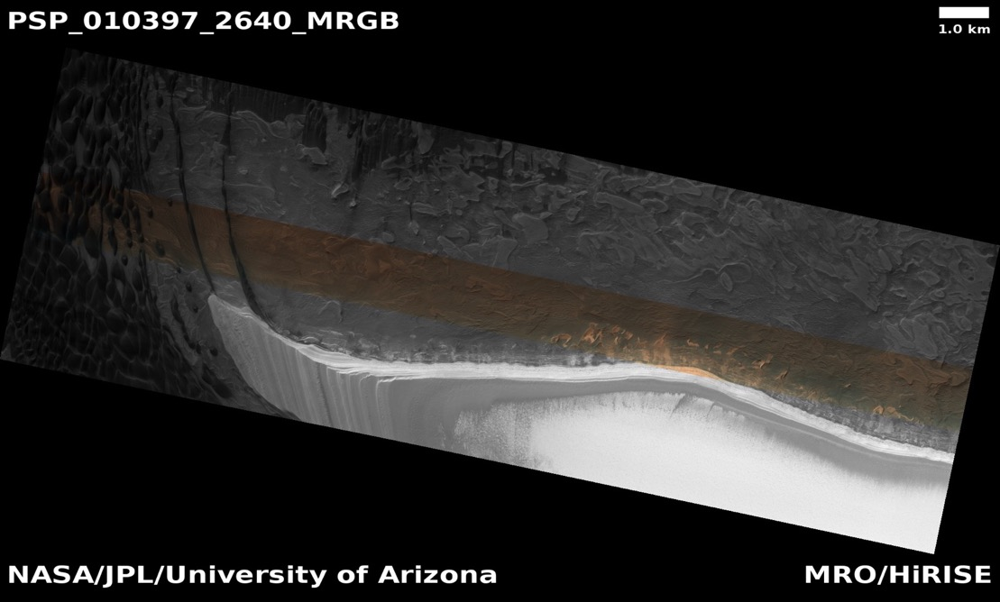 PSP_010397_2640_MRGB
1.0 km
NASA/JPL/University of Arizona
MRO/HiRISE